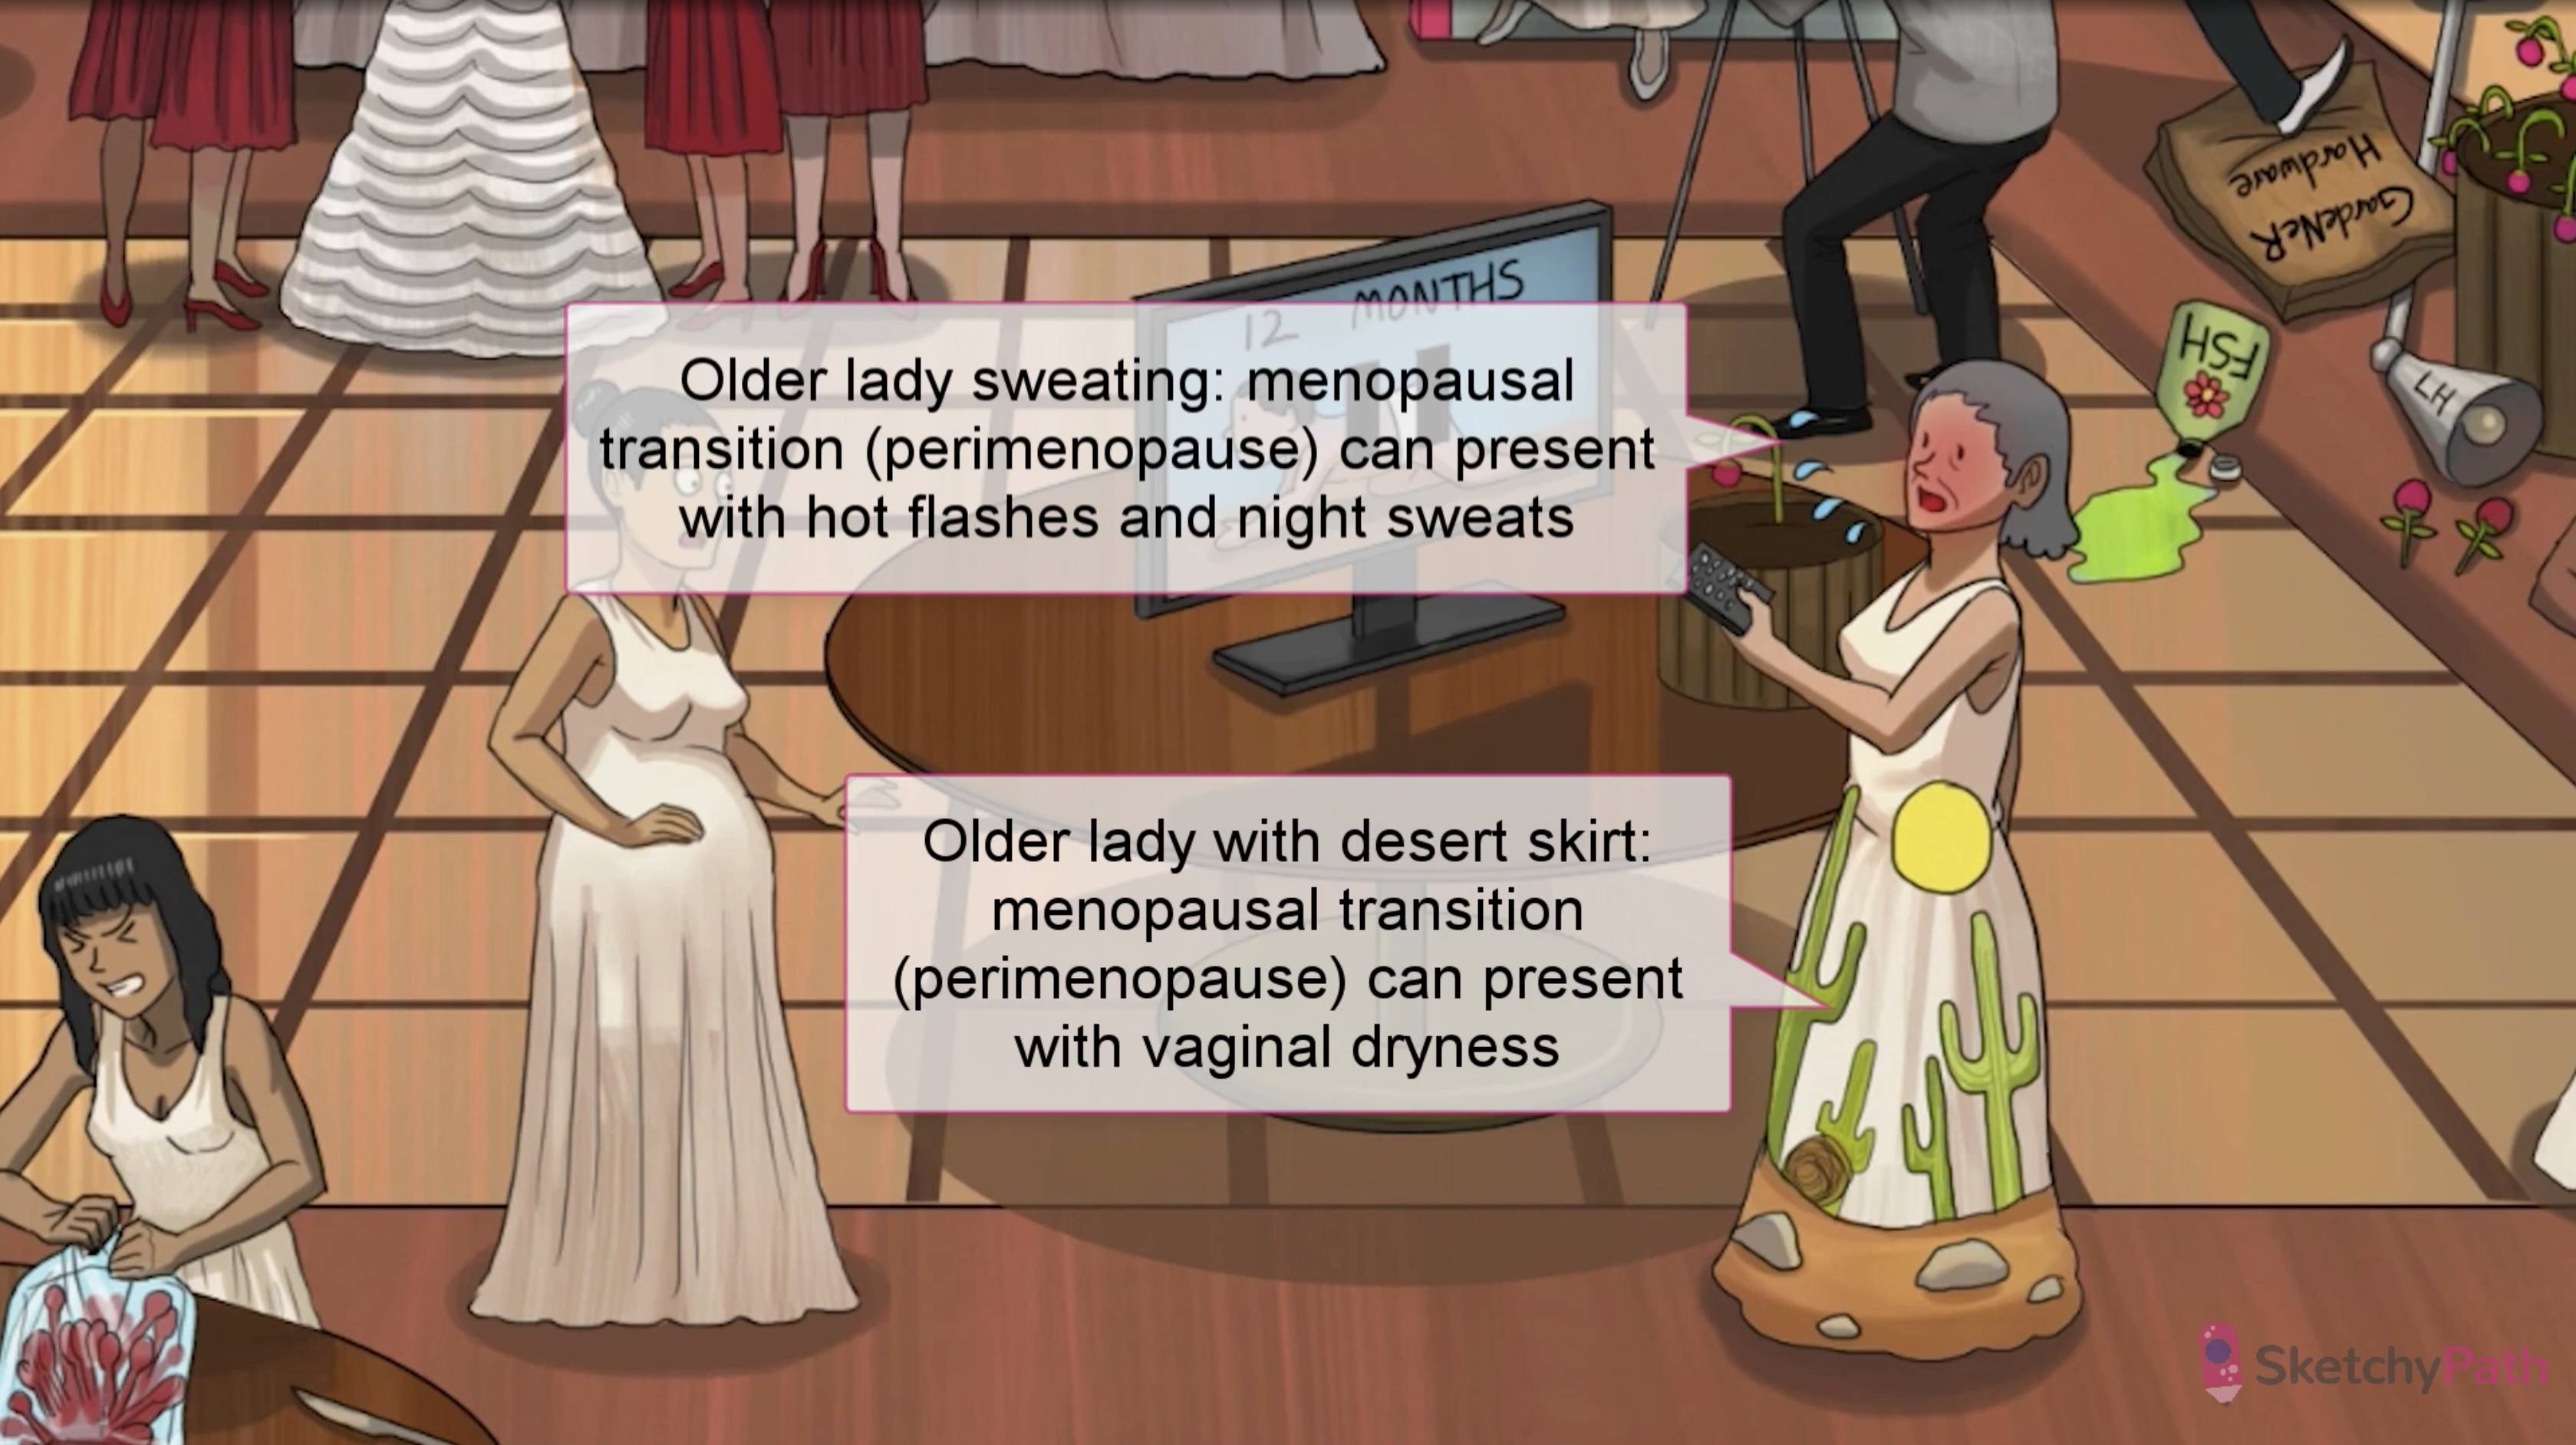 GardeNeR
Hardware
FSH
LH
12 MONTHS
Older lady sweating: menopausal
transition (perimenopause) can present
with hot flashes and night sweats
Older lady with desert skirt:
menopausal transition
(perimenopause) can present
with vaginal dryness
SketchyPath